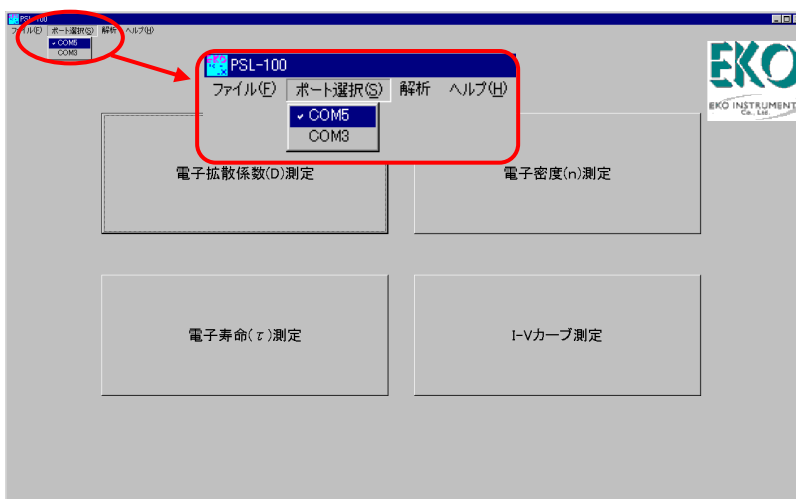 PSL-100
ファイル(F) ポート選択(S) 解析 ヘルプ(H)
✓ COM5
COM3
PSL-100
ファイル(F) ポート選択(S) 解析 ヘルプ(H)
✓ COM5
COM3
EKO
EKO INSTRUMENT
Co., Ltd.
電子拡散係数(D)測定
電子密度(n)測定
電子寿命(τ)測定
I-Vカーブ測定